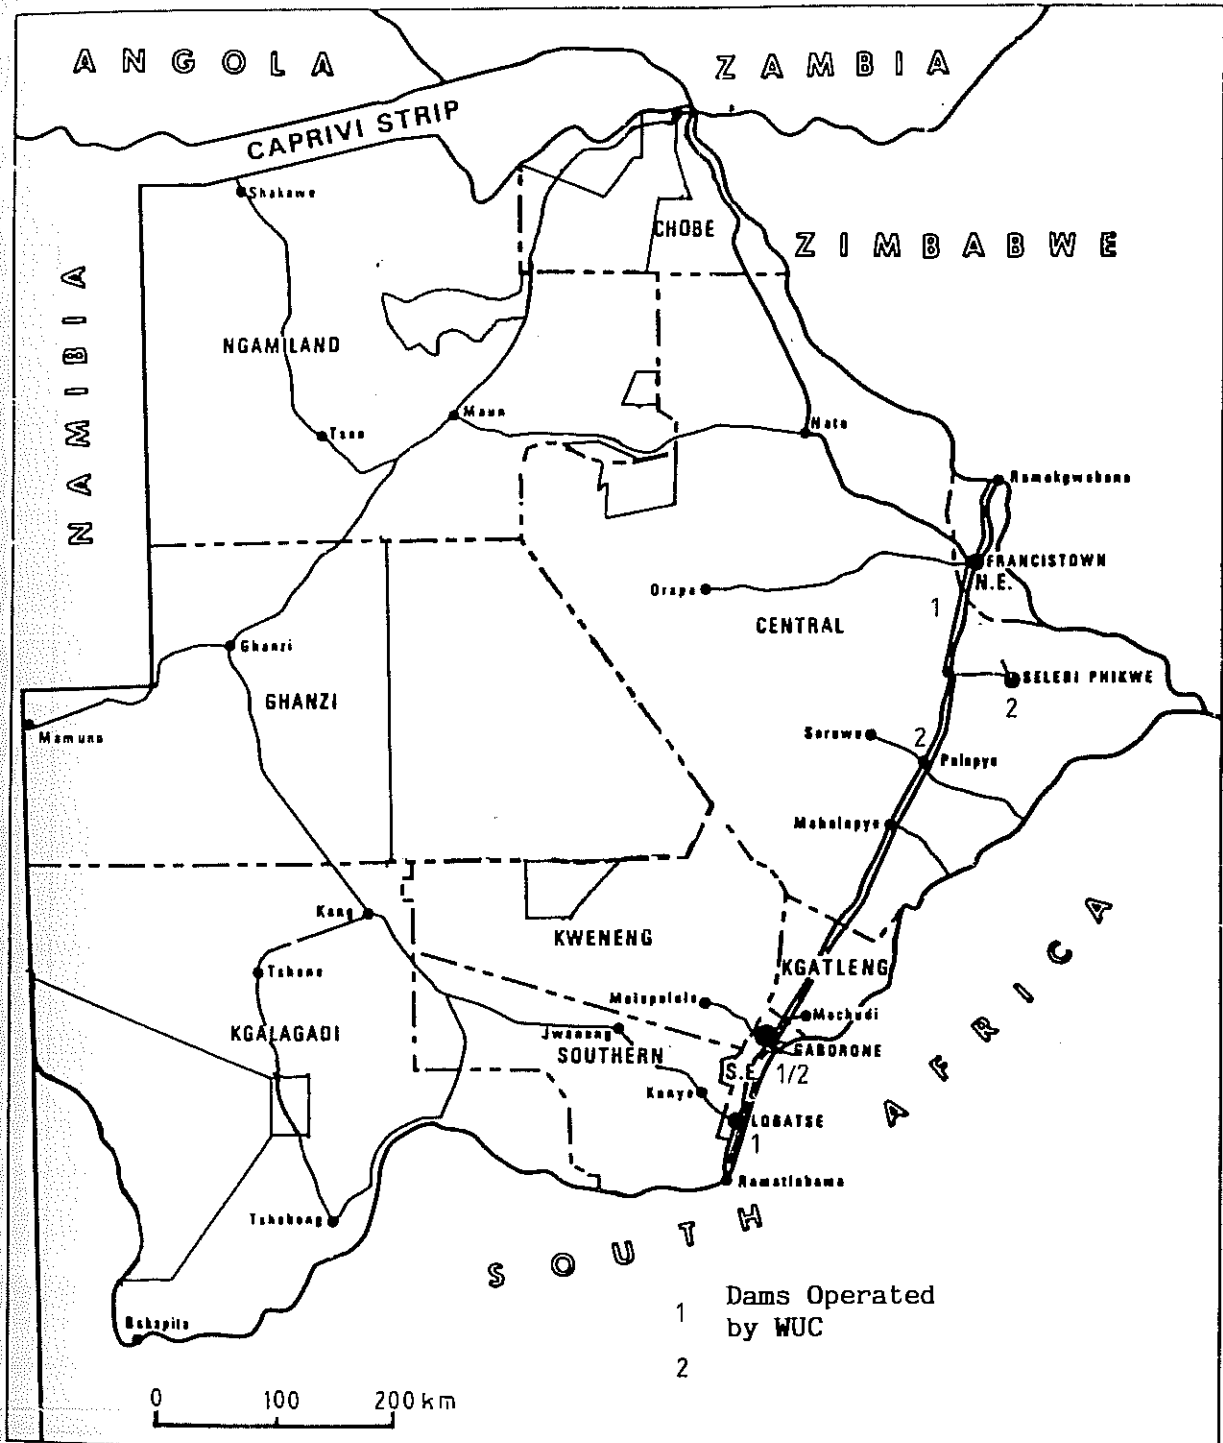 ANGOLA
ZAMBIA
CAPRIVI STRIP
Shakawe
CHOBE
ZIMBABWE
NAMIBIA
NGAMILAND
Maun
Nata
Tsau
Ramokgwebana
FRANCISTOWN
N.E.
Orapa
1
CENTRAL
Ghanzi
SELEBI PHIKWE
GHANZI
2
Mamuno
Serowe
2
Palapye
Mahalapye
Kang
KWENENG
KGATLENG
Tshane
Molepolole
Mochudi
KGALAGADI
Jwaneng
GABORONE
SOUTHERN
S.E.
1/2
Kanye
LOBATSE
1
Ramatlabama
Tshabong
SOUTH AFRICA
Bokspits
1 Dams Operated
by WUC
2
0 100 200 km